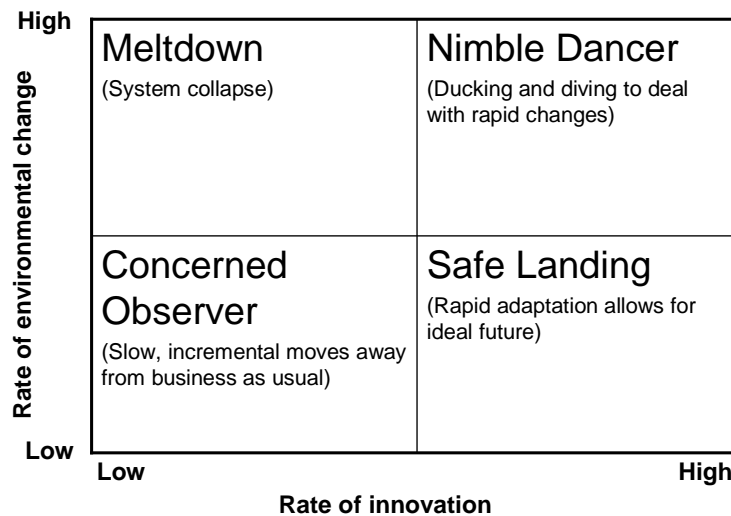 High
Meltdown
(System collapse)
Nimble Dancer
(Ducking and diving to deal
with rapid changes)
Rate of environmental change
Concerned
Observer
(Slow, incremental moves away
from business as usual)
Safe Landing
(Rapid adaptation allows for
ideal future)
Low
Low
High
Rate of innovation